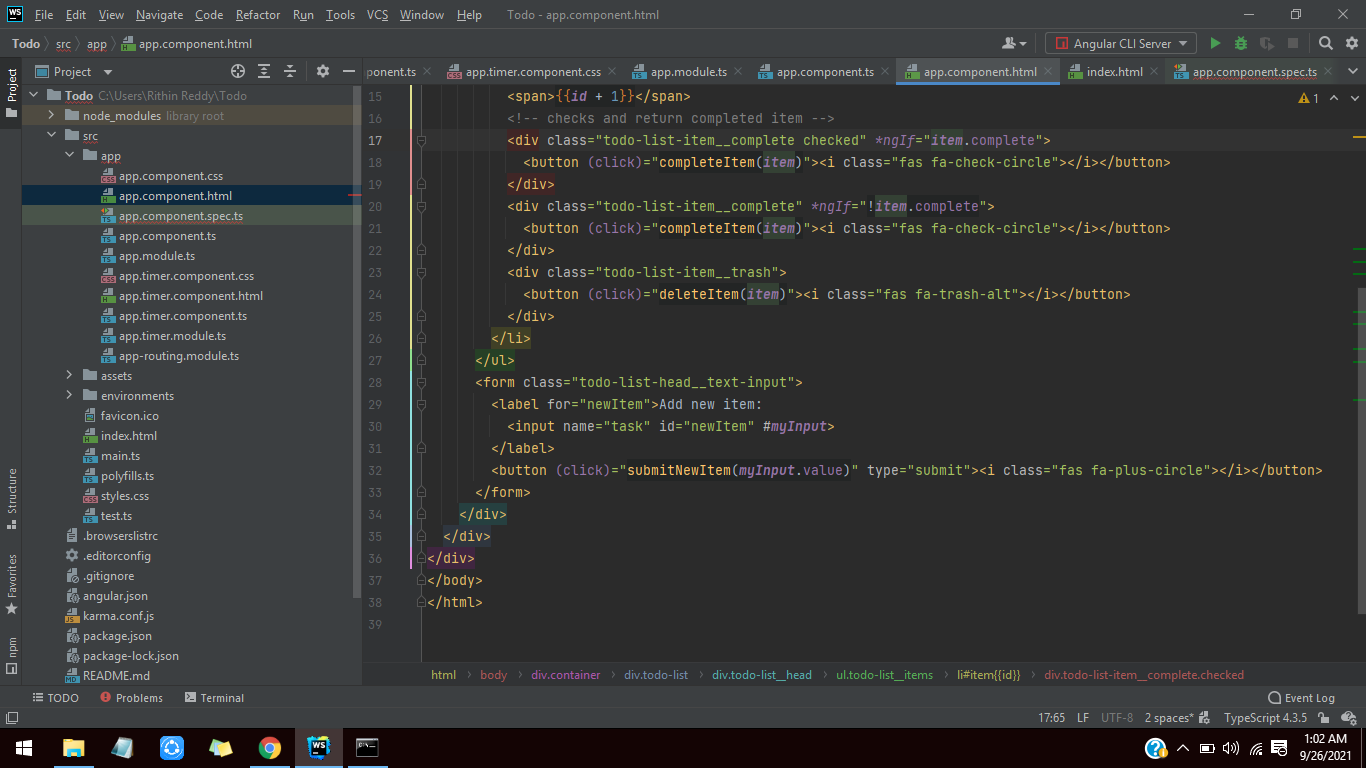 WS File Edit View Navigate Code Refactor Run Tools VCS Window Help Todo - app.component.html
Todo src app app.component.html Angular CLI Server
Project ponent.ts app.timer.component.css app.module.ts app.component.ts app.component.html index.html app.component.spec.ts
Project
Todo C:\Users\Rithin Reddy\Todo
node_modules library root
src
app
app.component.css
app.component.html
app.component.spec.ts
app.component.ts
app.module.ts
app.timer.component.css
app.timer.component.html
app.timer.component.ts
app.timer.module.ts
app-routing.module.ts
assets
environments
favicon.ico
index.html
main.ts
polyfills.ts
styles.css
test.ts
.browserslistrc
.editorconfig
.gitignore
angular.json
karma.conf.js
package.json
package-lock.json
README.md
Structure
Favorites
npm
1
15 <span>{{id + 1}}</span>
16 <!-- checks and return completed item -->
17 <div class="todo-list-item__complete checked" *ngIf="item.complete">
18 <button (click)="completeItem(item)"><i class="fas fa-check-circle"></i></button>
19 </div>
20 <div class="todo-list-item__complete" *ngIf="!item.complete">
21 <button (click)="completeItem(item)"><i class="fas fa-check-circle"></i></button>
22 </div>
23 <div class="todo-list-item__trash">
24 <button (click)="deleteItem(item)"><i class="fas fa-trash-alt"></i></button>
25 </div>
26 </li>
27 </ul>
28 <form class="todo-list-head__text-input">
29 <label for="newItem">Add new item:
30 <input name="task" id="newItem" #myInput>
31 </label>
32 <button (click)="submitNewItem(myInput.value)" type="submit"><i class="fas fa-plus-circle"></i></button>
33 </form>
34 </div>
35 </div>
36 </div>
37 </body>
38 </html>
39
html body div.container div.todo-list div.todo-list__head ul.todo-list__items li#item{{id}} div.todo-list-item__complete.checked
TODO Problems Terminal Event Log
17:65 LF UTF-8 2 spaces* TypeScript 4.3.5
WS
1:02 AM
9/26/2021